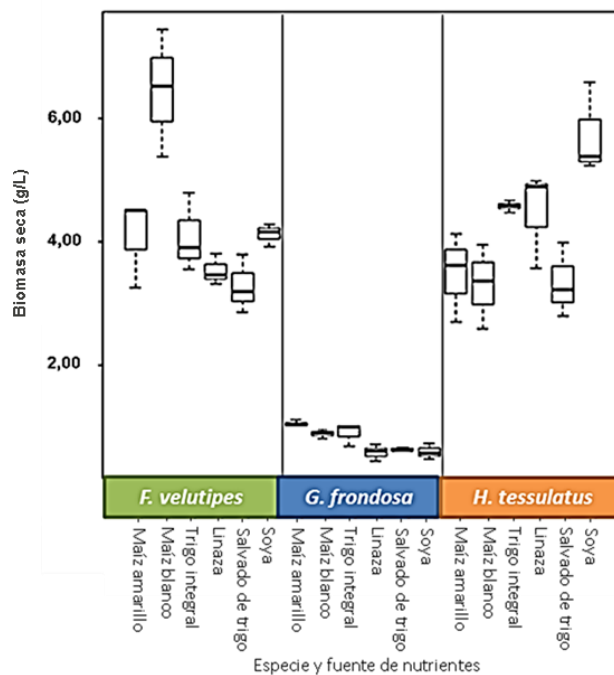 Biomasa seca (g/L)
6,00
4,00
2,00
F. velutipes
G. frondosa
H. tessulatus
Maíz amarillo
Maíz blanco
Trigo integral
Linaza
Salvado de trigo
Soya
Maíz amarillo
Maíz blanco
Trigo integral
Linaza
Salvado de trigo
Soya
Maíz amarillo
Maíz blanco
Trigo integral
Linaza
Salvado de trigo
Soya
Especie y fuente de nutrientes